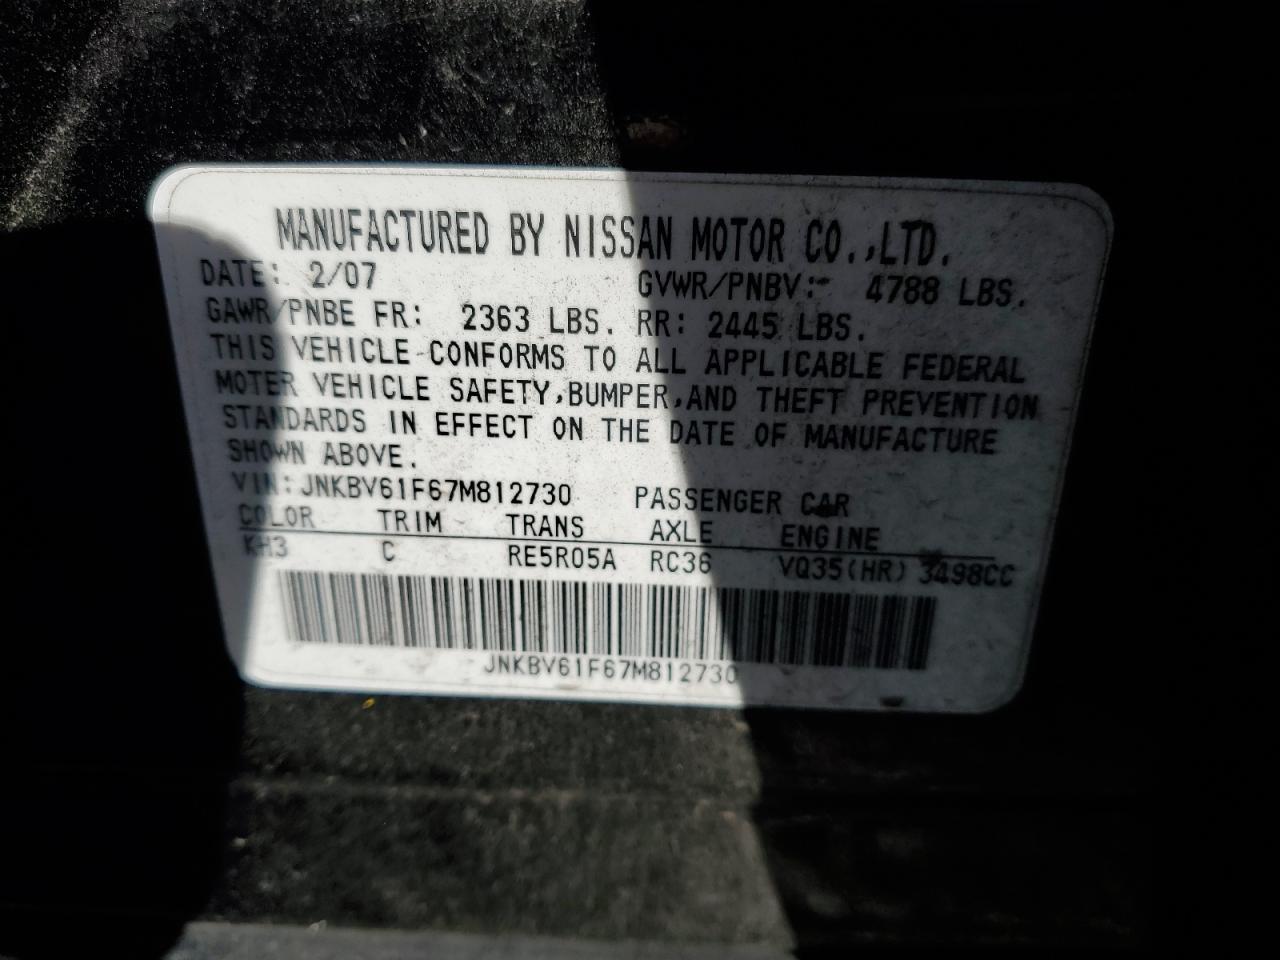 MANUFACTURED BY NISSAN MOTOR CO.,LTD.
DATE: 2/07 GVWR/PNBV: 4788 LBS.
GAWR/PNBE FR: 2363 LBS. RR: 2445 LBS.
THIS VEHICLE CONFORMS TO ALL APPLICABLE FEDERAL
MOTER VEHICLE SAFETY,BUMPER,AND THEFT PREVENTION
STANDARDS IN EFFECT ON THE DATE OF MANUFACTURE
SHOWN ABOVE.
VIN: JNKBV61F67M812730 PASSENGER CAR
COLOR TRIM TRANS AXLE ENGINE
KH3 C RE5R05A RC36 VQ35(HR) 3498CC
JNKBV61F67M812730